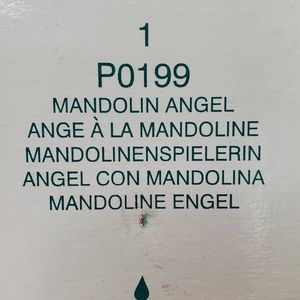 1
P0199
MANDOLIN ANGEL
ANGE À LA MANDOLINE
MANDOLINENSPIELERIN
ANGEL CON MANDOLINA
MANDOLINE ENGEL